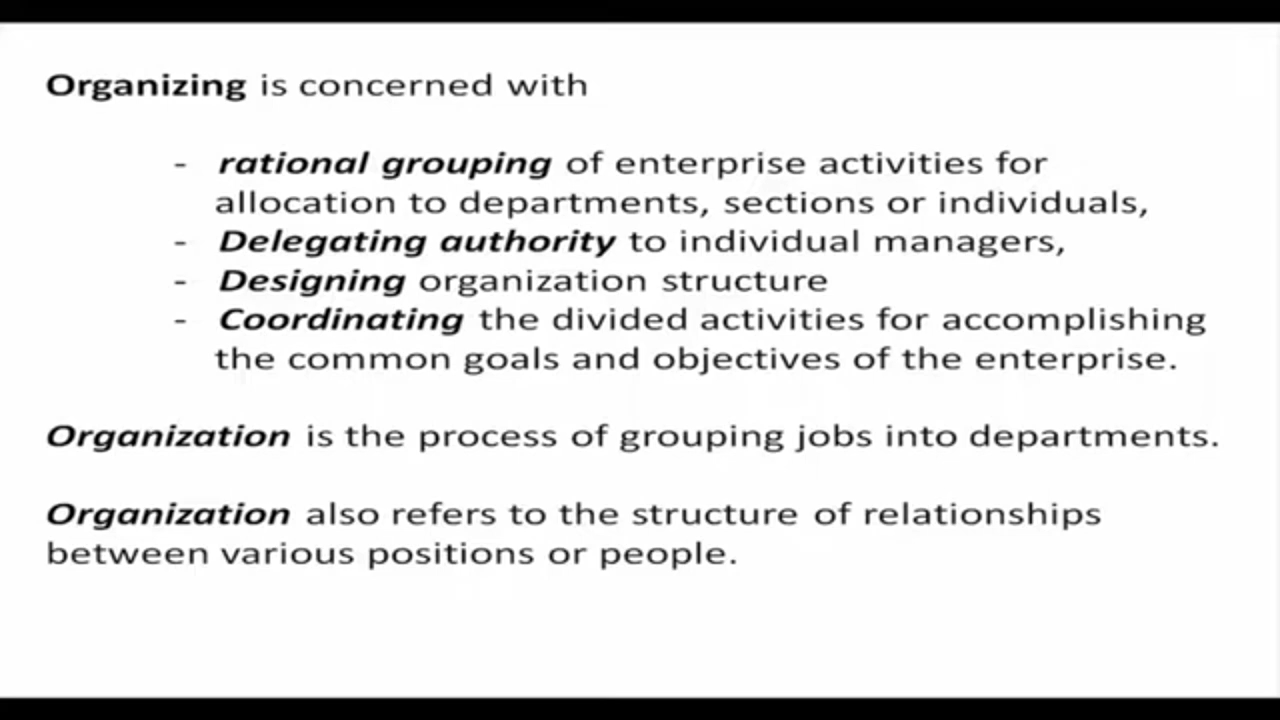 Organizing is concerned with
- rational grouping of enterprise activities for
allocation to departments, sections or individuals,
- Delegating authority to individual managers,
- Designing organization structure
- Coordinating the divided activities for accomplishing
the common goals and objectives of the enterprise.
Organization is the process of grouping jobs into departments.
Organization also refers to the structure of relationships
between various positions or people.